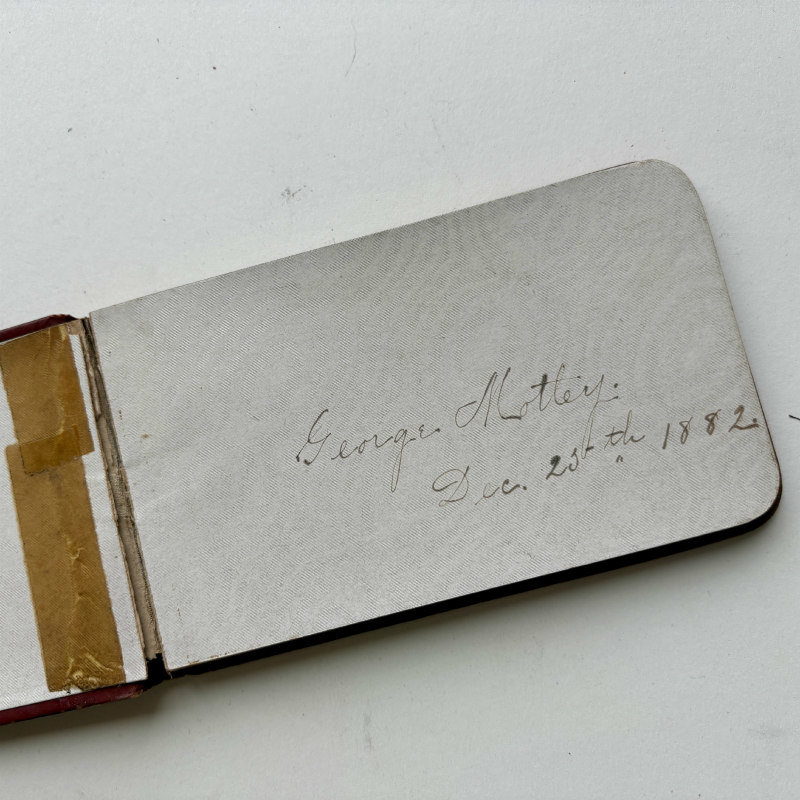 George Motley.
Dec. 25th 1882.